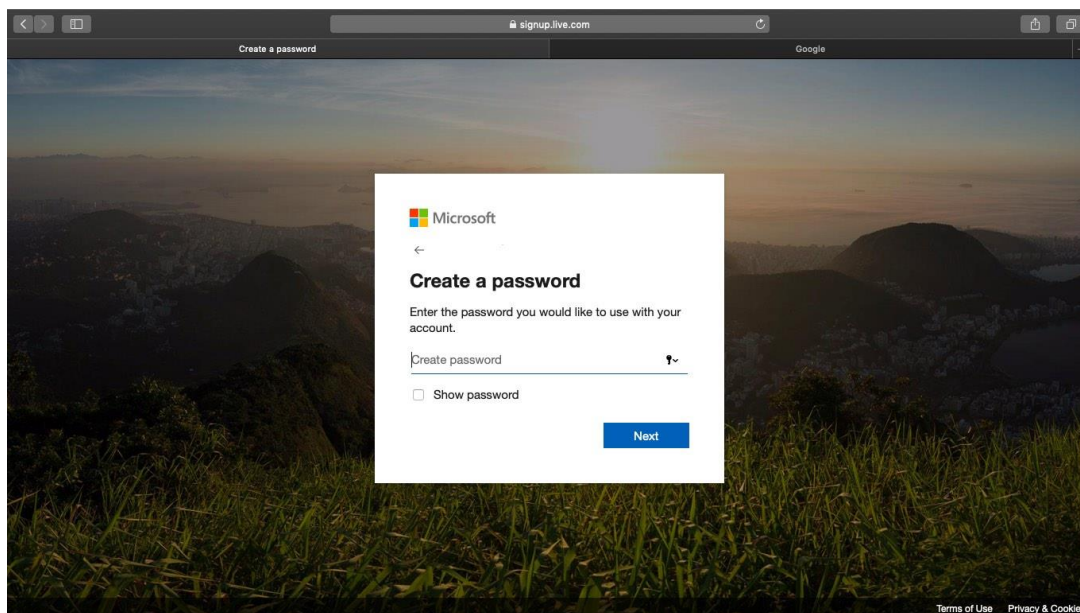 signup.live.com
Create a password
Google
Microsoft
Create a password
Enter the password you would like to use with your
account.
Create password
Show password
Next
Terms of Use Privacy & Cookie